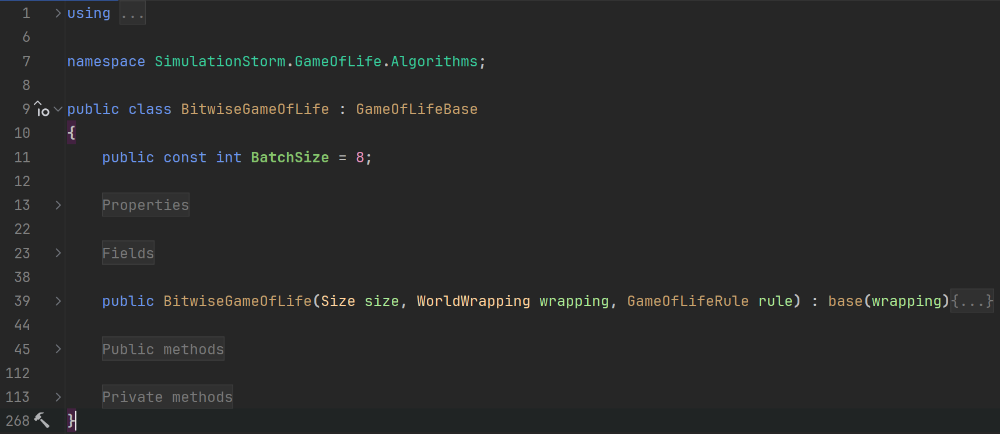 1 using ...
6
7 namespace SimulationStorm.GameOfLife.Algorithms;
8
9 public class BitwiseGameOfLife : GameOfLifeBase
10 {
11 public const int BatchSize = 8;
12
13 Properties
22
23 Fields
38
39 public BitwiseGameOfLife(Size size, WorldWrapping wrapping, GameOfLifeRule rule) : base(wrapping){...}
44
45 Public methods
112
113 Private methods
268 }